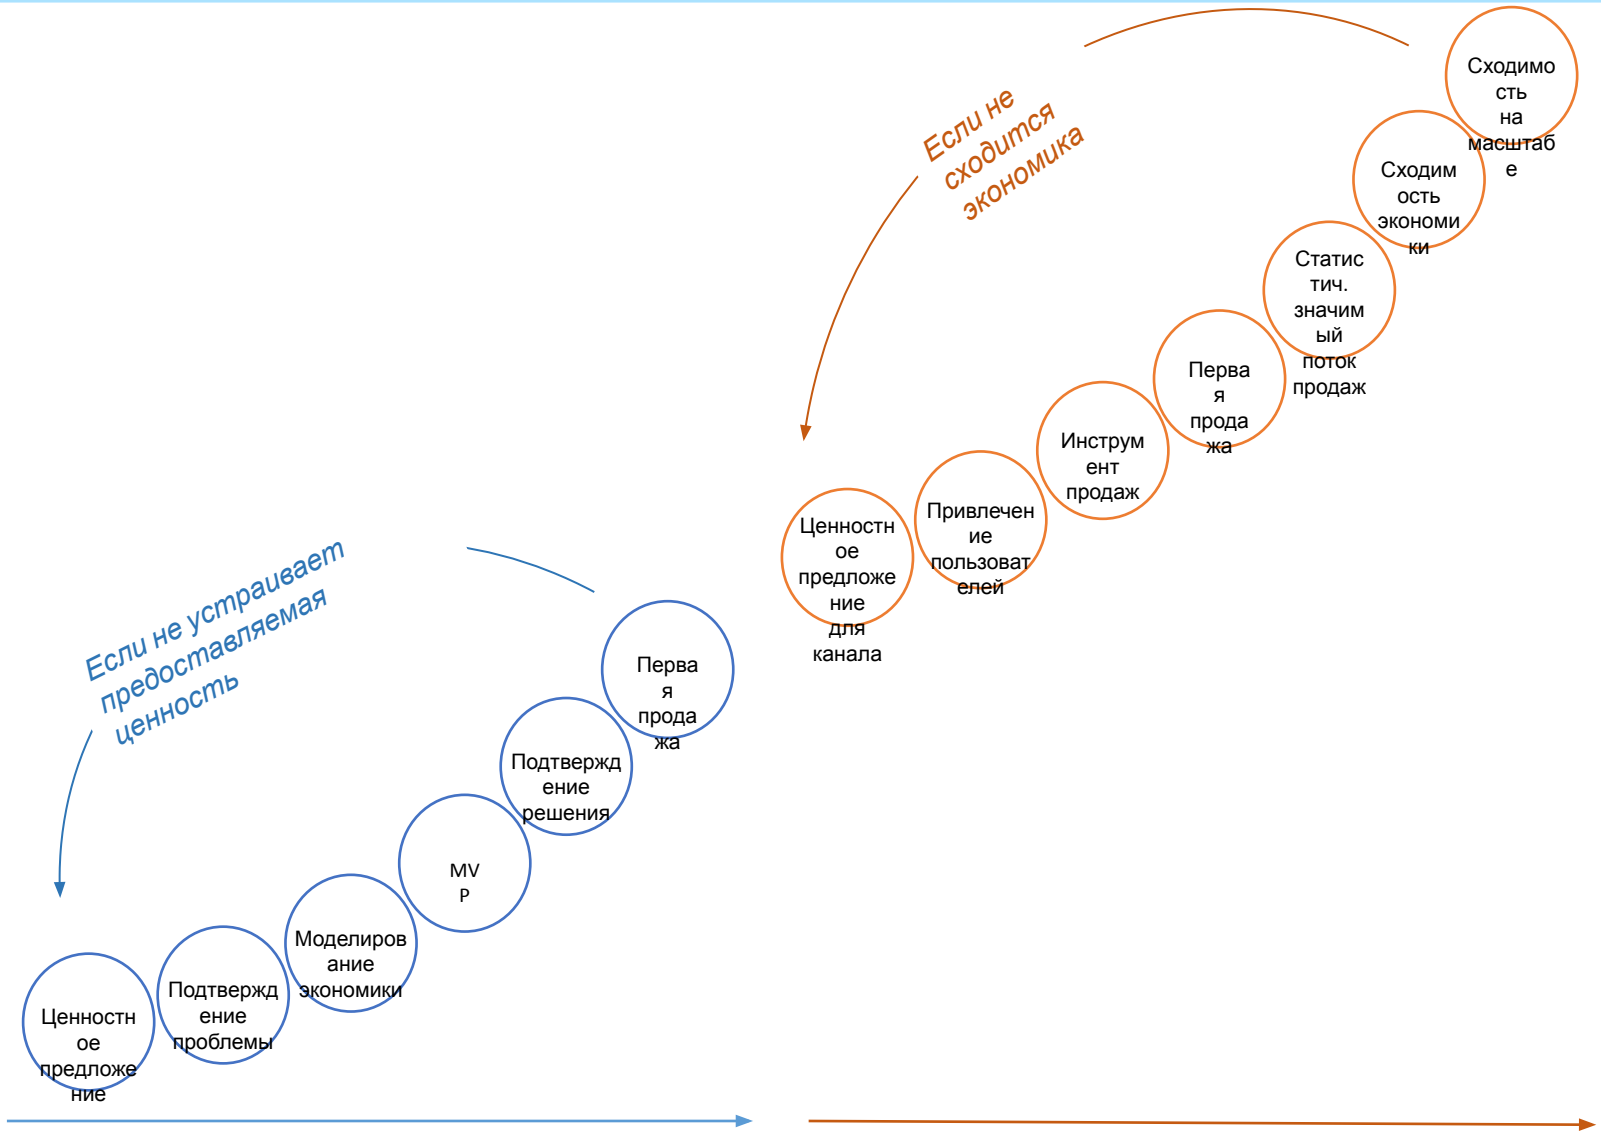 Если не устраивает
предоставляемая
ценность
Ценностн
ое
предложе
ние
Подтвержд
ение
проблемы
Моделиров
ание
экономики
MV
P
Подтвержд
ение
решения
Перва
я
прода
жа
Если не
сходится
экономика
Ценностн
ое
предложе
ние
для
канала
Привлечен
ие
пользоват
елей
Инструм
ент
продаж
Перва
я
прода
жа
Статис
тич.
значим
ый
поток
продаж
Сходим
ость
экономи
ки
Сходимо
сть
на
масштаб
е